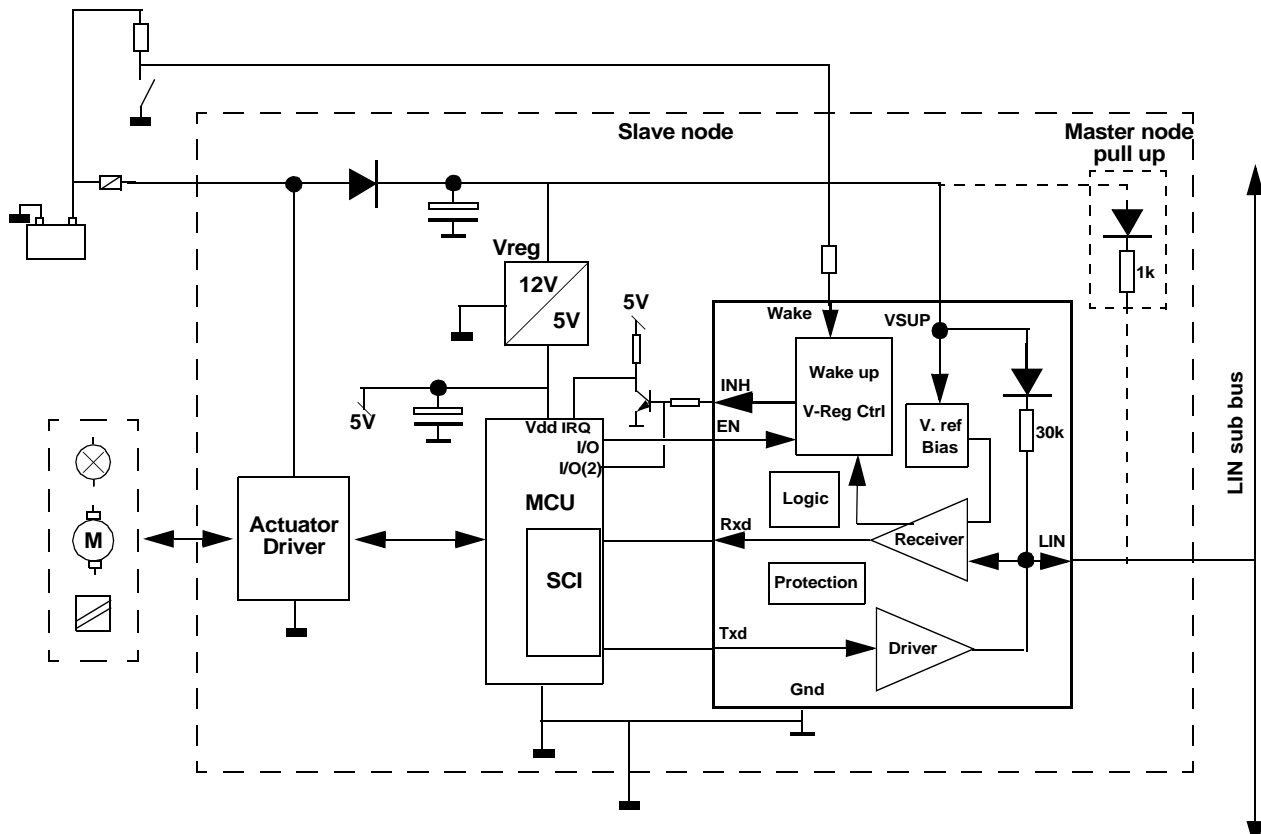 Slave node
Master node
pull up
Vreg
12V
5V
5V
1k
Wake
VSUP
Wake up
V-Reg Ctrl
INH
5V
Vdd IRQ
EN
V. ref
Bias
30k
I/O
I/O(2)
MCU
Logic
LIN sub bus
Actuator
Driver
M
Rxd
Receiver
LIN
SCI
Protection
Txd
Driver
Gnd